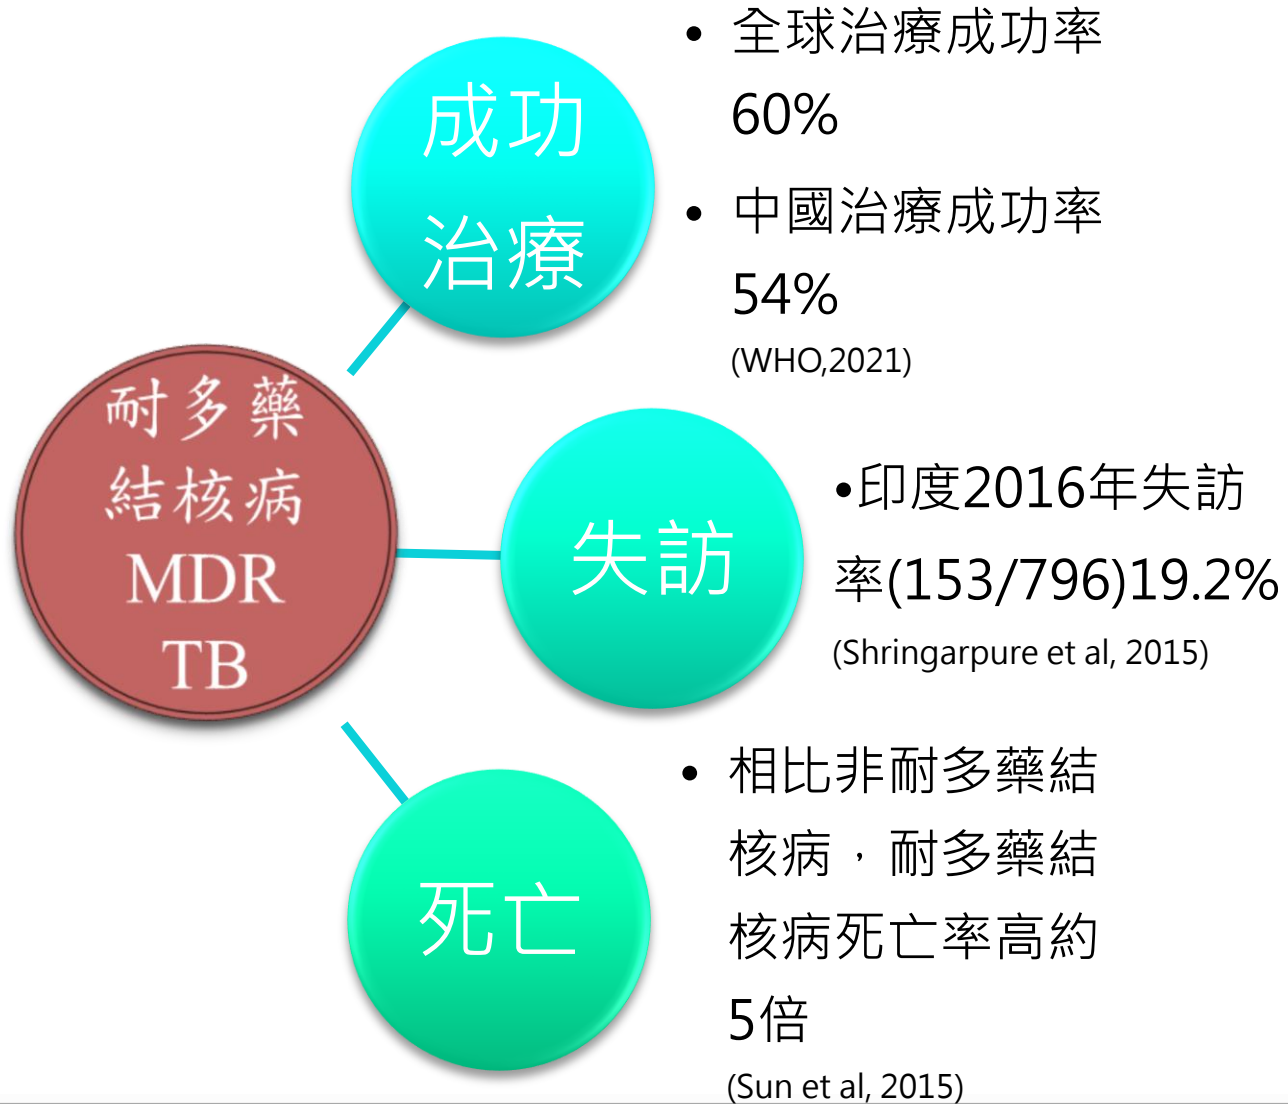 耐多藥
結核病
MDR
TB
成功
治療
• 全球治療成功率
60%
• 中國治療成功率
54%
(WHO,2021)
失訪
•印度2016年失訪
率(153/796)19.2%
(Shringarpure et al, 2015)
死亡
• 相比非耐多藥結
核病，耐多藥結
核病死亡率高約
5倍
(Sun et al, 2015)